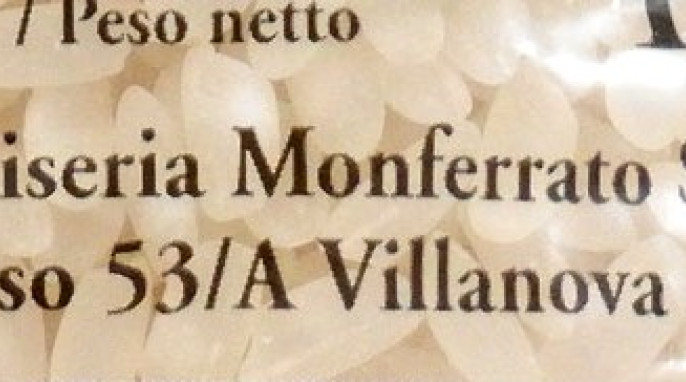 / Peso netto
iseria Monferrato
so 53/A Villanova